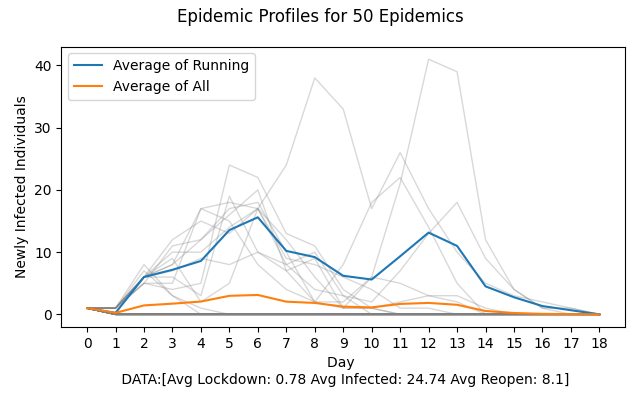 Epidemic Profiles for 50 Epidemics
Average of Running
Average of All
Newly Infected Individuals
40
30
20
10
0
0 1 2 3 4 5 6 7 8 9 10 11 12 13 14 15 16 17 18
Day
DATA:[Avg Lockdown: 0.78 Avg Infected: 24.74 Avg Reopen: 8.1]